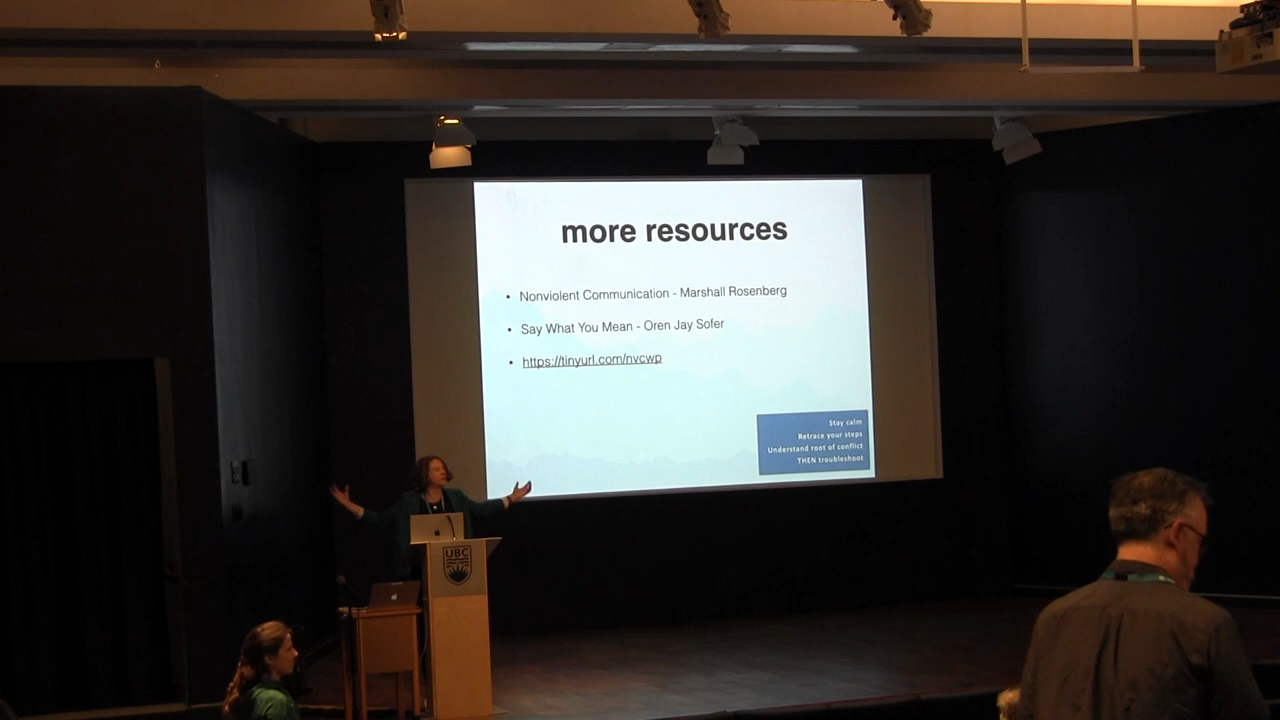 more resources
• Nonviolent Communication - Marshall Rosenberg
• Say What You Mean - Oren Jay Sofer
• https://tinyurl.com/nvcwp
Stay calm
Retrace your steps
Understand root of conflict
THEN troubleshoot
UBC